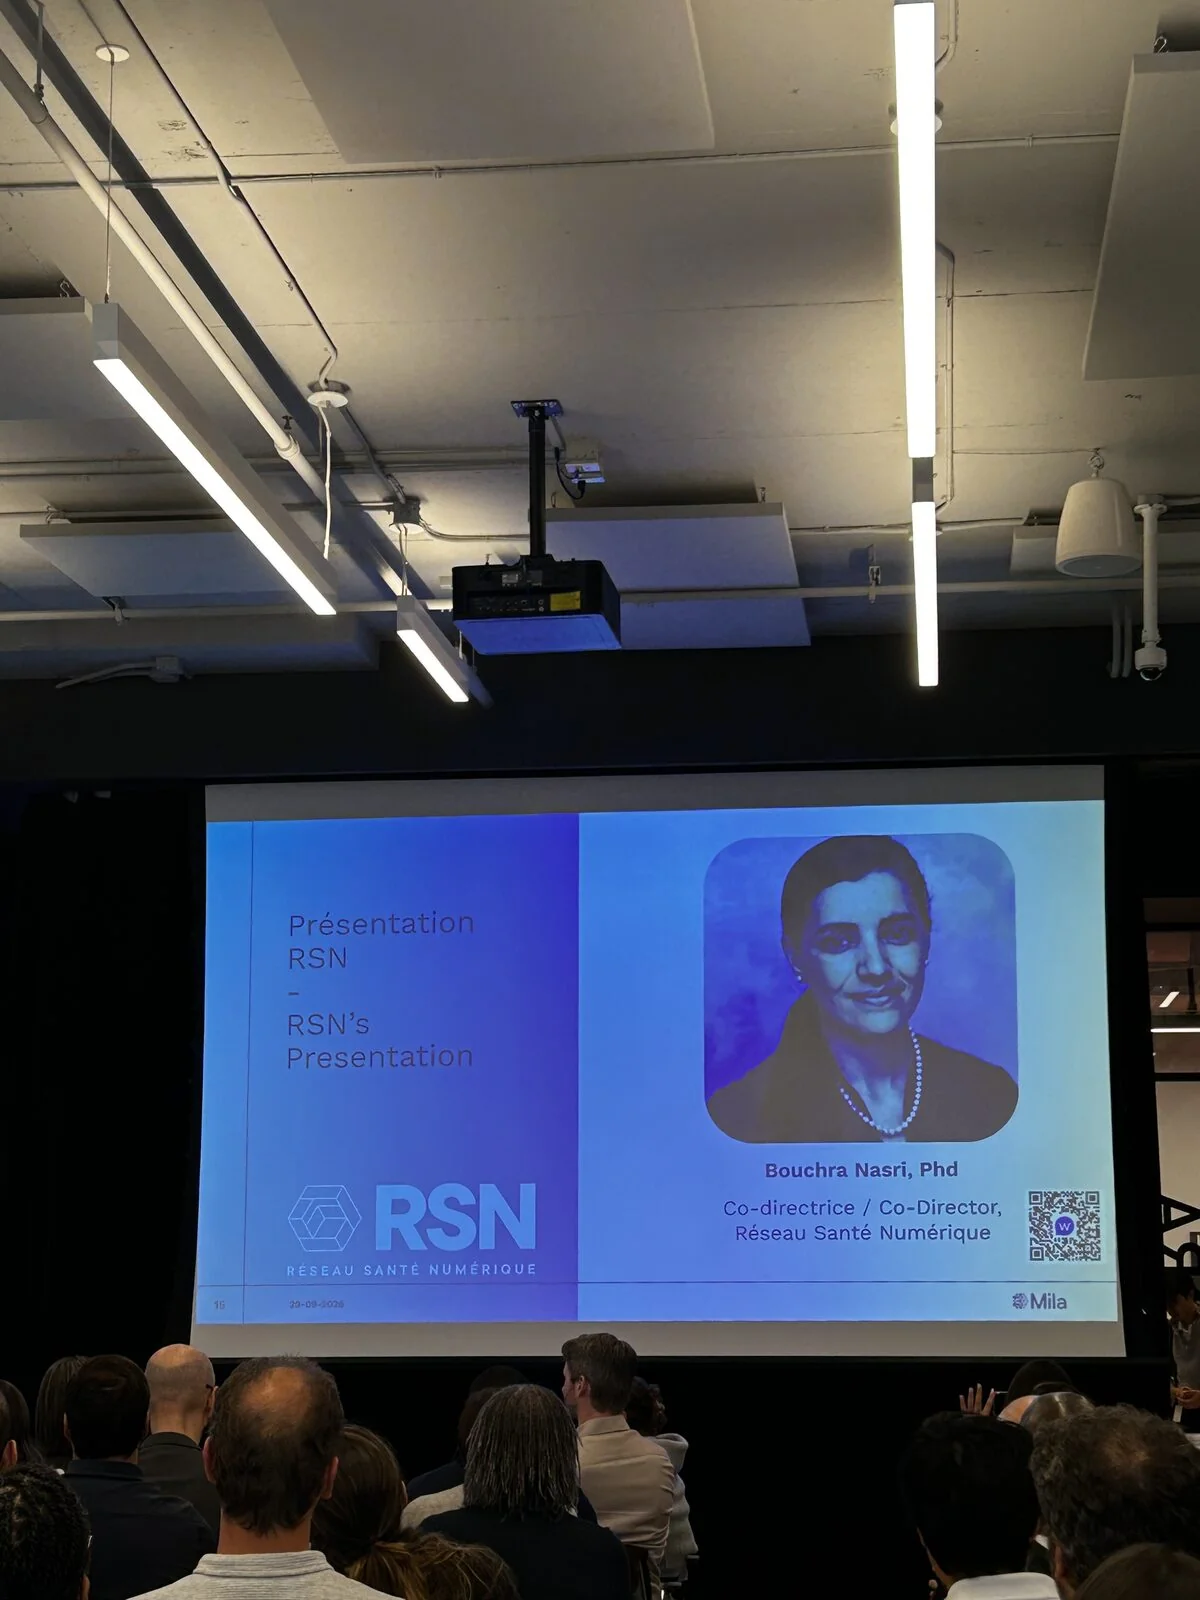 Présentation
RSN
-
RSN's
Presentation
RSN
RÉSEAU SANTÉ NUMÉRIQUE
Bouchra Nasri, Phd
Co-directrice / Co-Director,
Réseau Santé Numérique
W
Mila